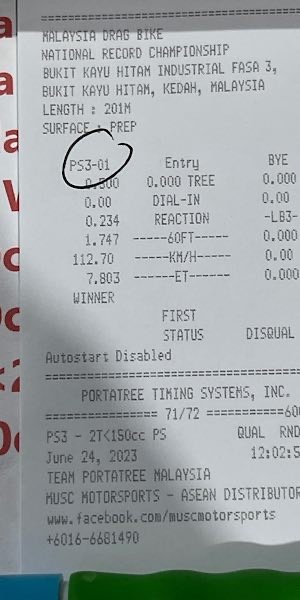 MALAYSIA DRAG BIKE
NATIONAL RECORD CHAMPIONSHIP
BUKIT KAYU HITAM INDUSTRIAL FASA 3,
BUKIT KAYU HITAM, KEDAH, MALAYSIA
LENGTH : 201M
SURFACE : PREP
PS3-01 Entry BYE
0.500 0.000 TREE 0.000
0.00 DIAL-IN 0.00
0.234 REACTION -LB3-
1.747 -----60FT----- 0.000
112.70 -----KM/H----- 0.00
7.803 ------ET------ 0.000
WINNER
FIRST
STATUS DISQUAL
Autostart Disabled
PORTATREE TIMING SYSTEMS, INC.
================ 71/72 ===========600
PS3 - 2T<150cc PS QUAL RND
June 24, 2023 12:02:5
TEAM PORTATREE MALAYSIA
MUSC MOTORSPORTS - ASEAN DISTRIBUTOR
www.facebook.com/muscmotorsports
+6016-6681490